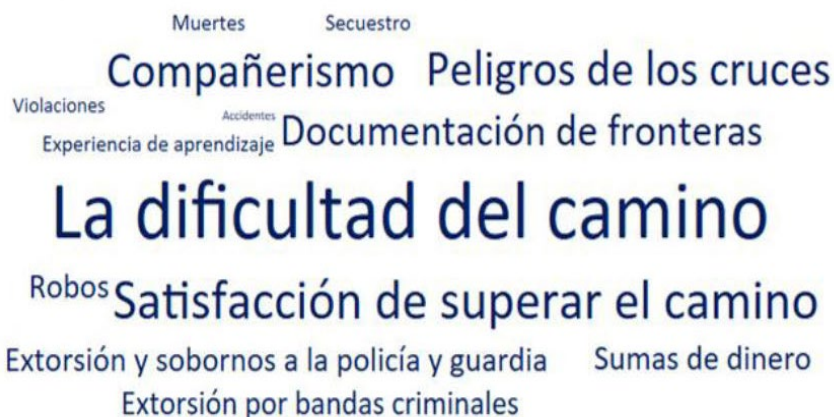 Muertes Secuestro
Compañerismo Peligros de los cruces
Violaciones
Accidentes
Experiencia de aprendizaje Documentación de fronteras
La dificultad del camino
Robos Satisfacción de superar el camino
Extorsión y sobornos a la policía y guardia Sumas de dinero
Extorsión por bandas criminales